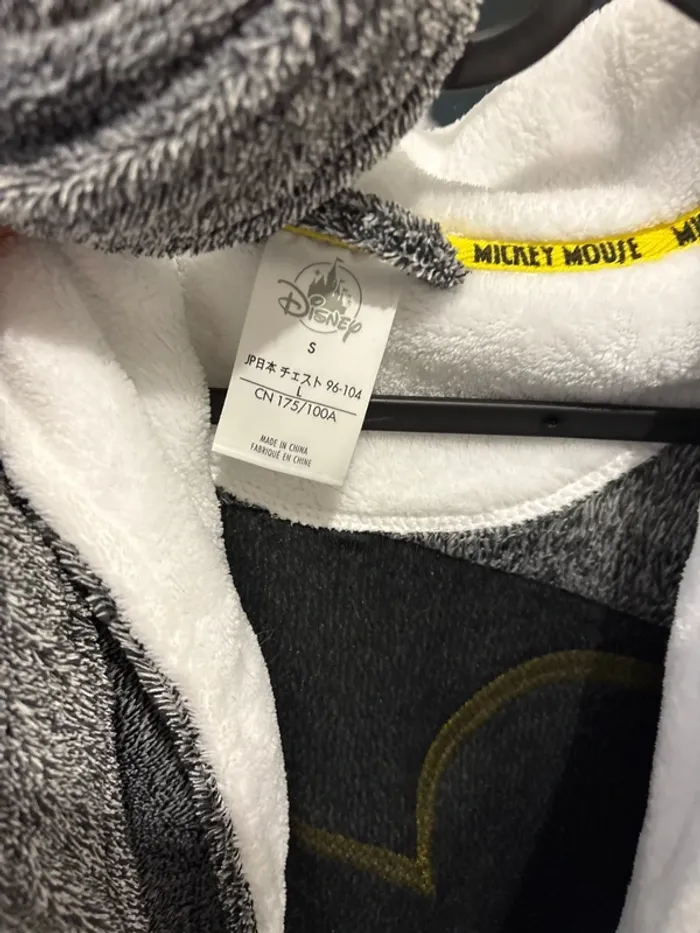 MICKEY MOUSE
MI
Disney
S
JP日本 チェスト 96-104
L
CN 175/100A
MADE IN CHINA
FABRIQUÉ EN CHINE